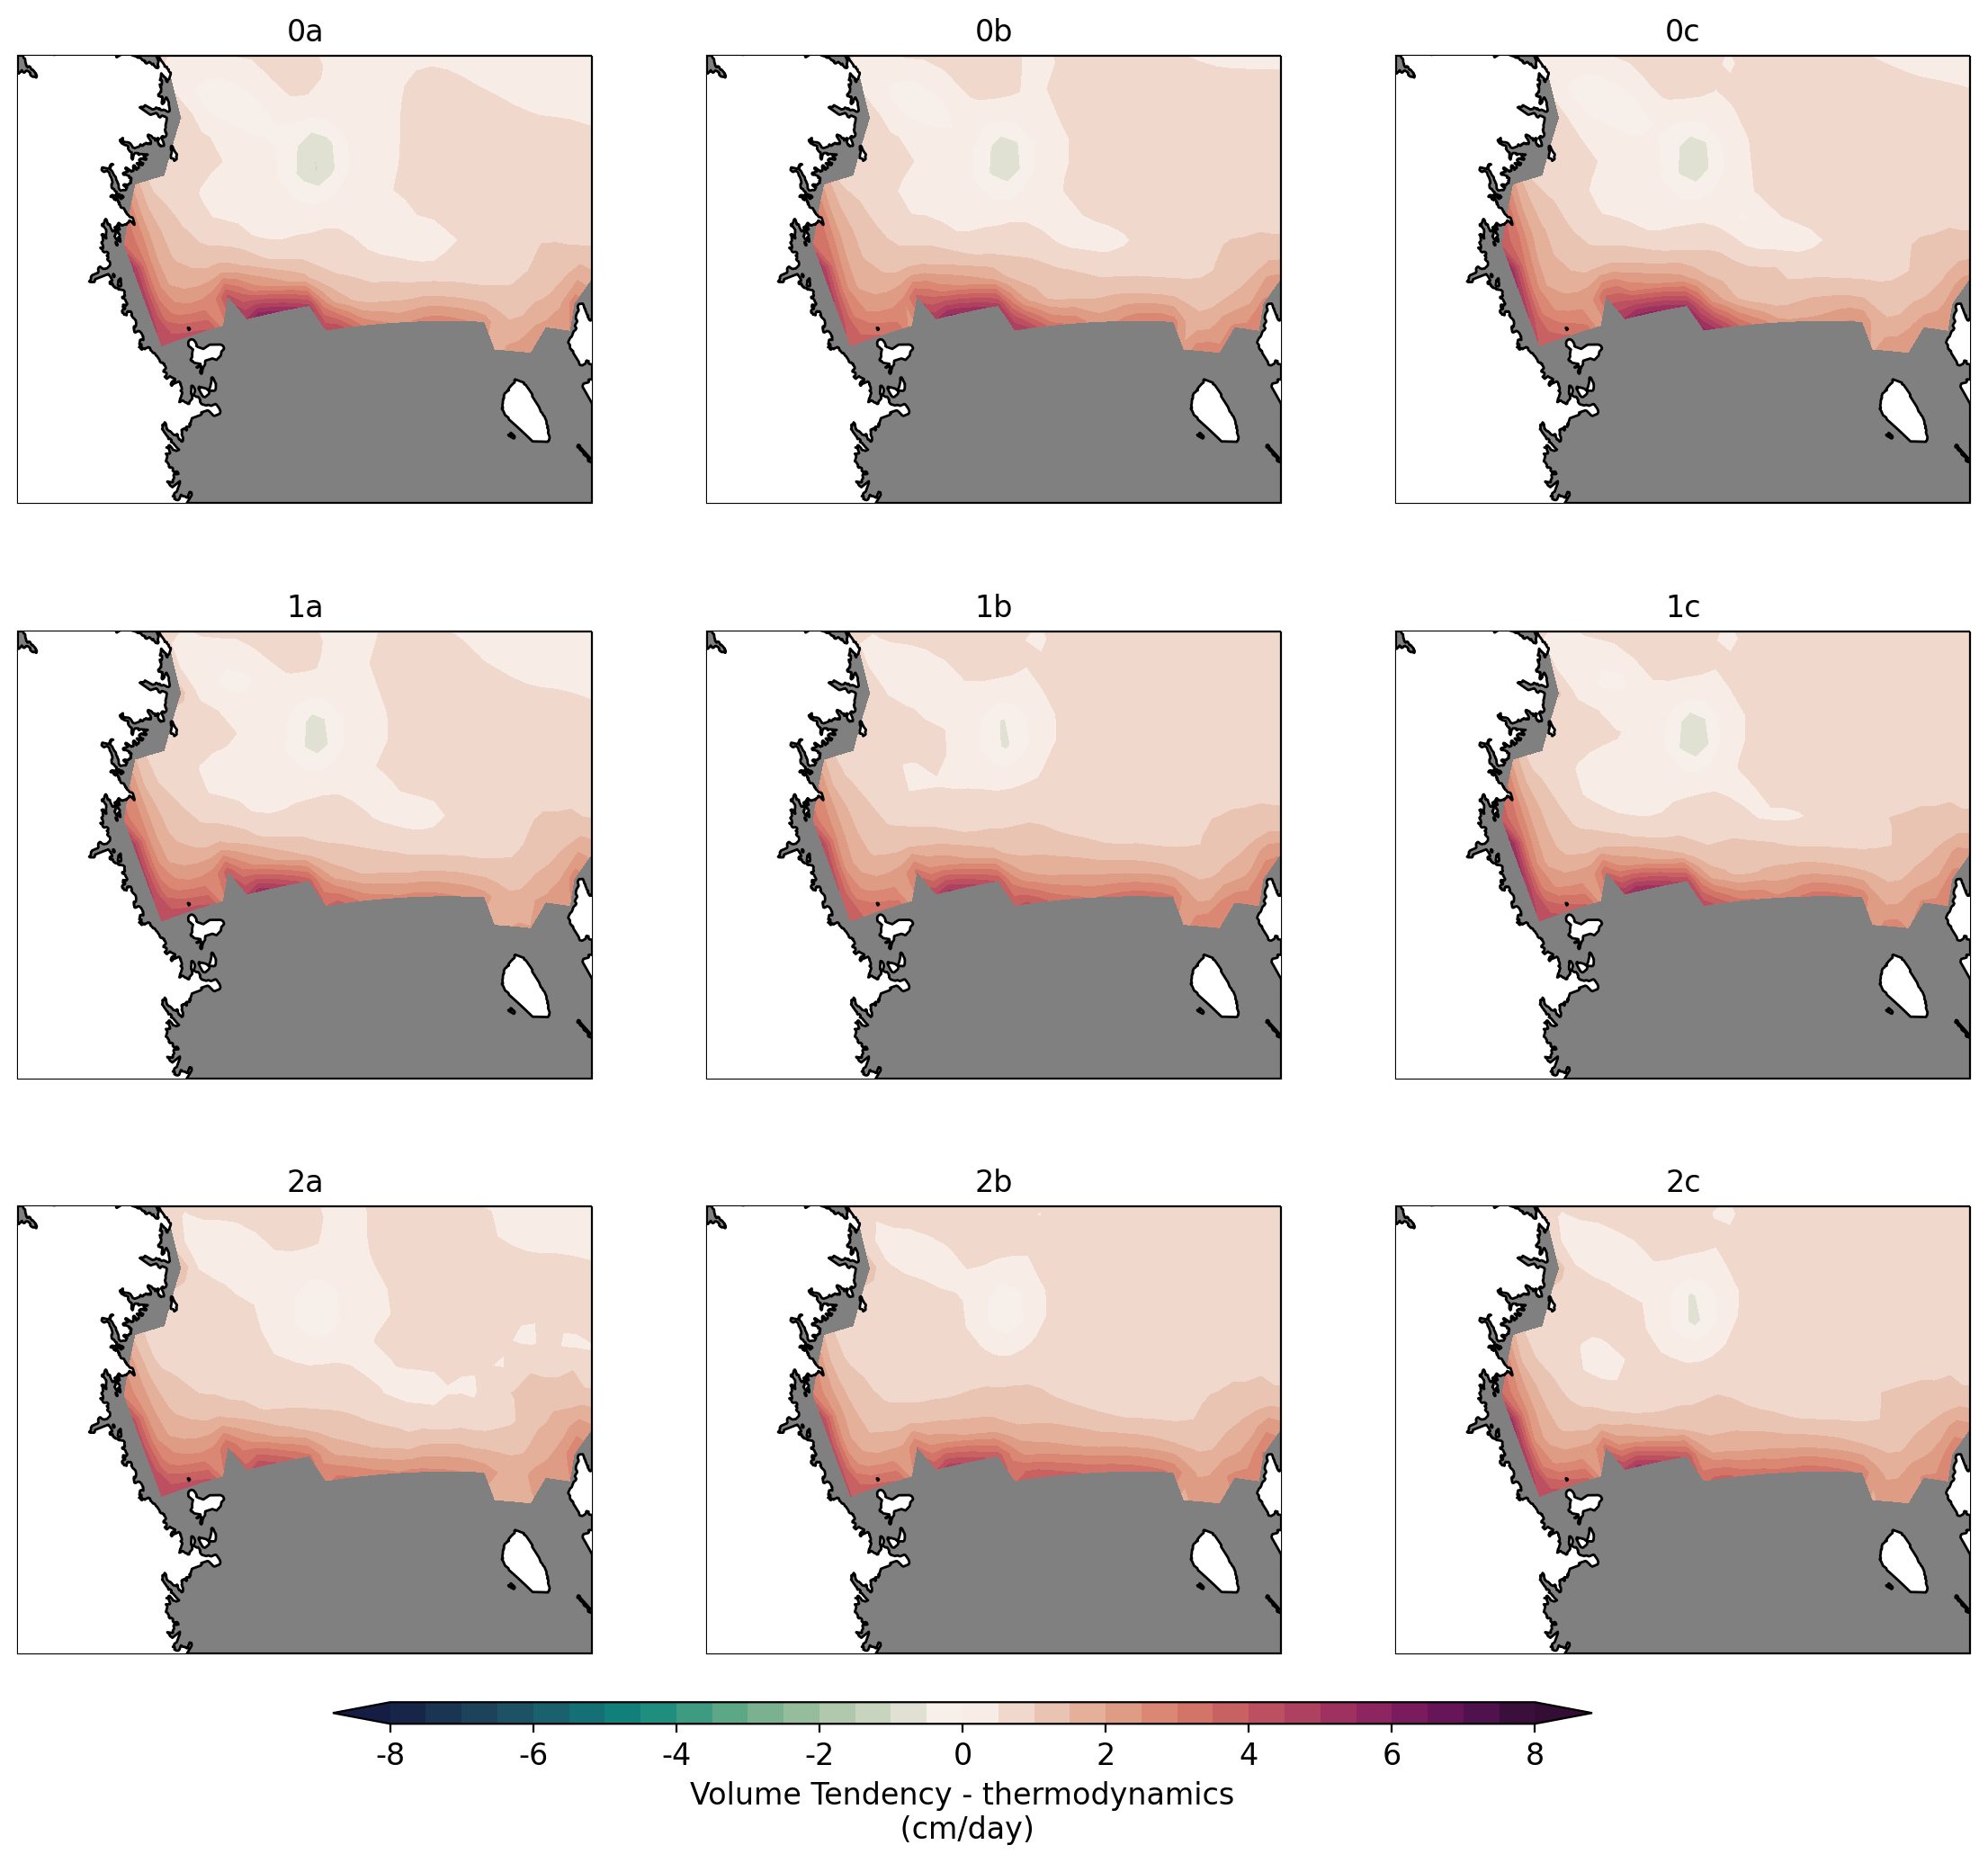 0a 0b 0c
1a 1b 1c
2a 2b 2c
-8 -6 -4 -2 0 2 4 6 8
Volume Tendency - thermodynamics
(cm/day)